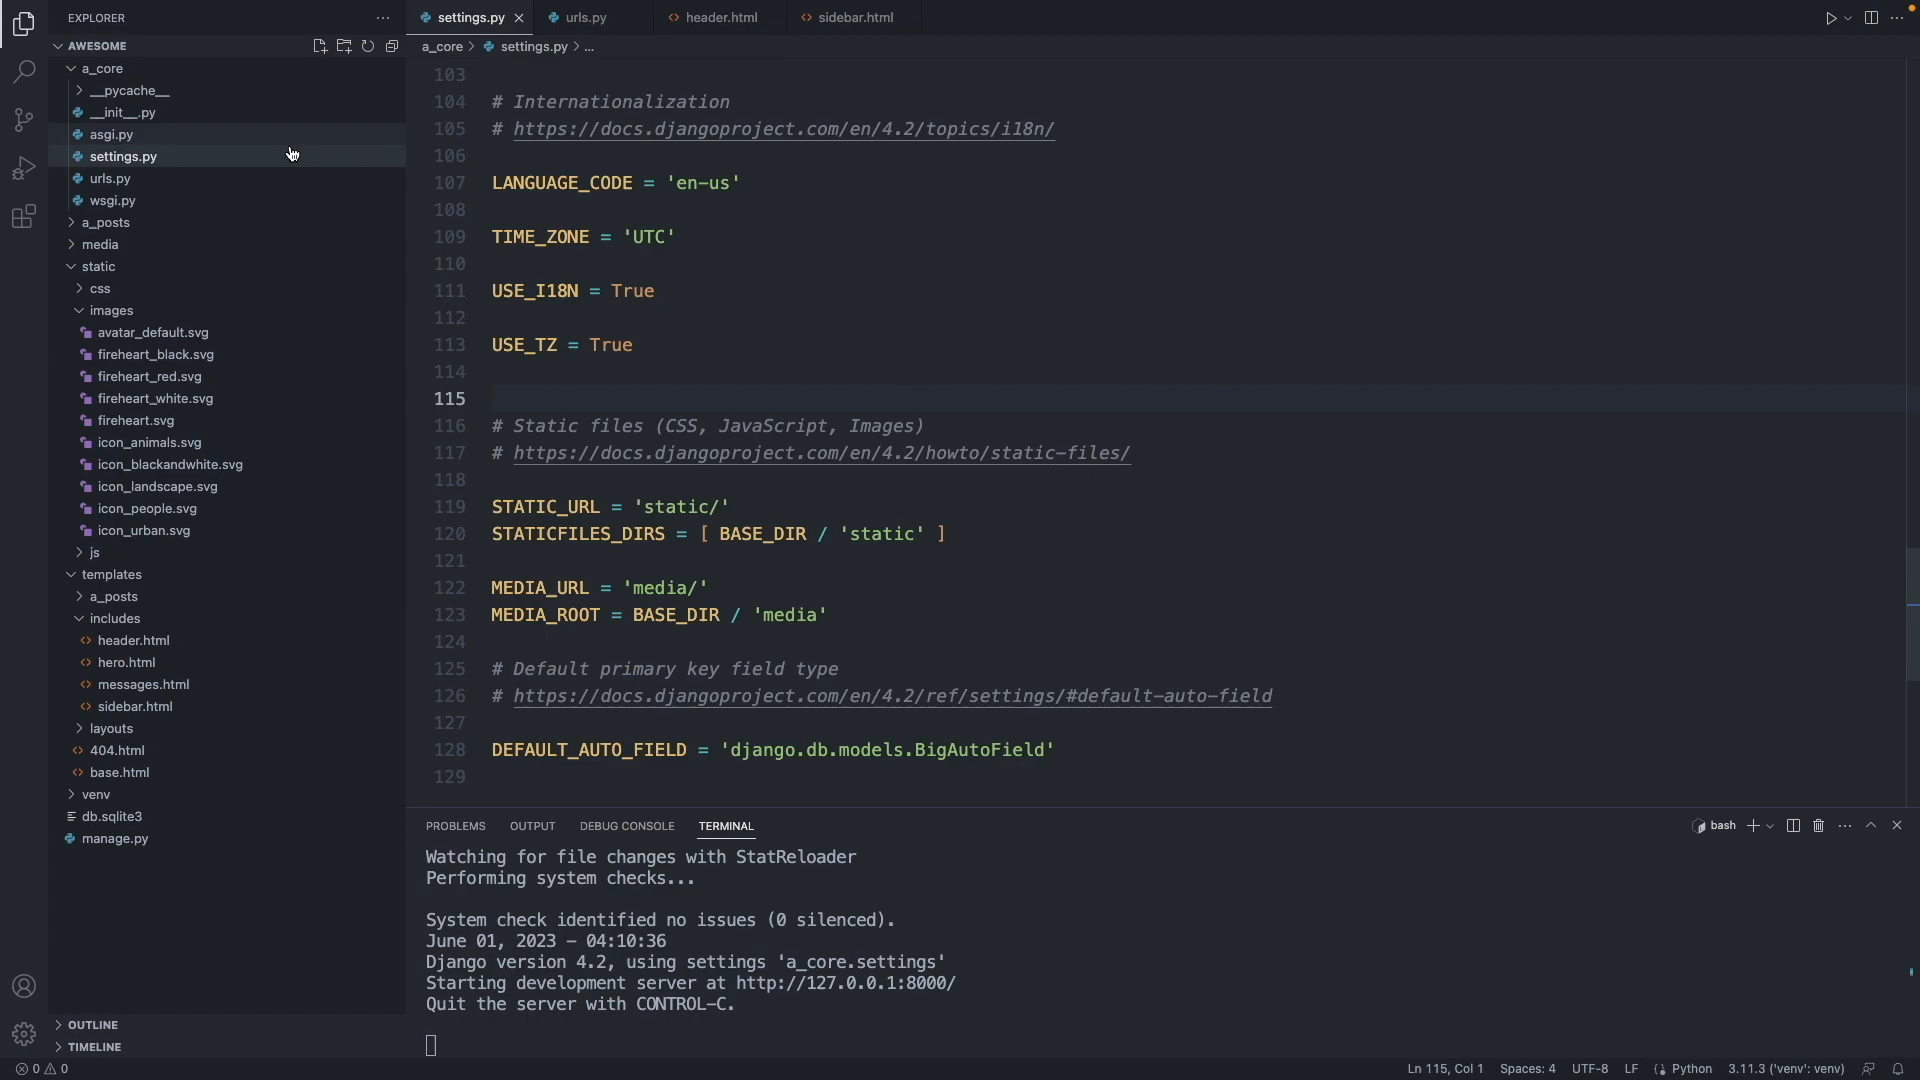 EXPLORER
AWESOME
a_core
__pycache__
__init__.py
asgi.py
settings.py
urls.py
wsgi.py
a_posts
media
static
css
images
avatar_default.svg
fireheart_black.svg
fireheart_red.svg
fireheart_white.svg
fireheart.svg
icon_animals.svg
icon_blackandwhite.svg
icon_landscape.svg
icon_people.svg
icon_urban.svg
js
templates
a_posts
includes
header.html
hero.html
messages.html
sidebar.html
layouts
404.html
base.html
venv
db.sqlite3
manage.py
OUTLINE
TIMELINE
settings.py urls.py header.html sidebar.html
a_core > settings.py > ...
103
104 # Internationalization
105 # https://docs.djangoproject.com/en/4.2/topics/i18n/
106
107 LANGUAGE_CODE = 'en-us'
108
109 TIME_ZONE = 'UTC'
110
111 USE_I18N = True
112
113 USE_TZ = True
114
115
116 # Static files (CSS, JavaScript, Images)
117 # https://docs.djangoproject.com/en/4.2/howto/static-files/
118
119 STATIC_URL = 'static/'
120 STATICFILES_DIRS = [ BASE_DIR / 'static' ]
121
122 MEDIA_URL = 'media/'
123 MEDIA_ROOT = BASE_DIR / 'media'
124
125 # Default primary key field type
126 # https://docs.djangoproject.com/en/4.2/ref/settings/#default-auto-field
127
128 DEFAULT_AUTO_FIELD = 'django.db.models.BigAutoField'
129
PROBLEMS OUTPUT DEBUG CONSOLE TERMINAL bash
Watching for file changes with StatReloader
Performing system checks...
System check identified no issues (0 silenced).
June 01, 2023 - 04:10:36
Django version 4.2, using settings 'a_core.settings'
Starting development server at http://127.0.0.1:8000/
Quit the server with CONTROL-C.
0 0 Ln 115, Col 1 Spaces: 4 UTF-8 LF Python 3.11.3 ('venv': venv)